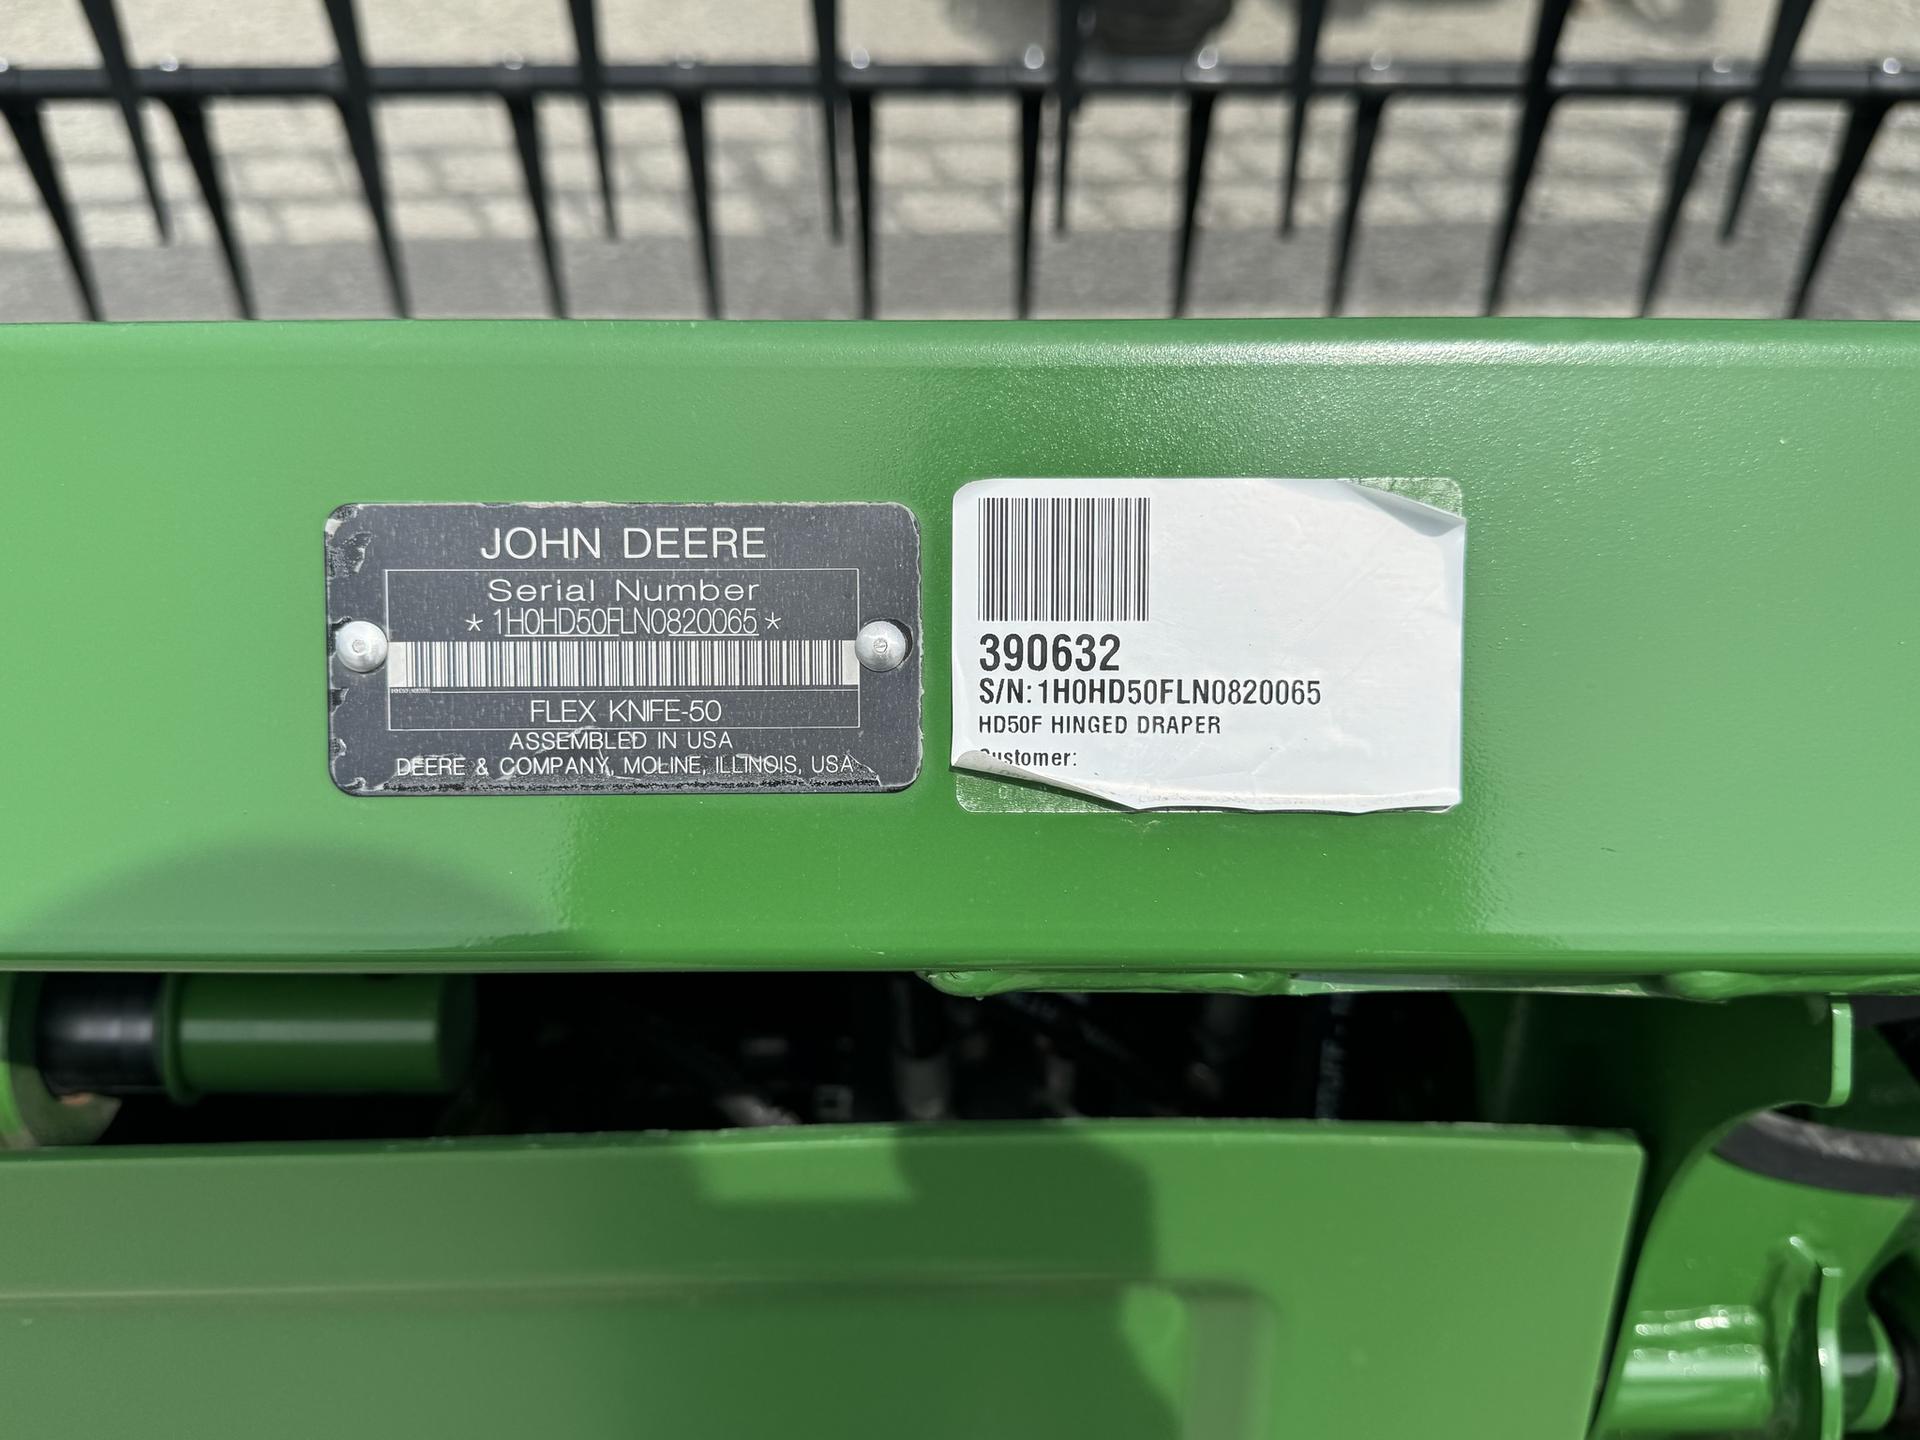 JOHN DEERE
Serial Number
*1H0HD50FLN0820065*
FLEX KNIFE-50
ASSEMBLED IN USA
DEERE & COMPANY, MOLINE, ILLINOIS, USA
390632
S/N: 1H0HD50FLN0820065
HD50F HINGED DRAPER
Customer: